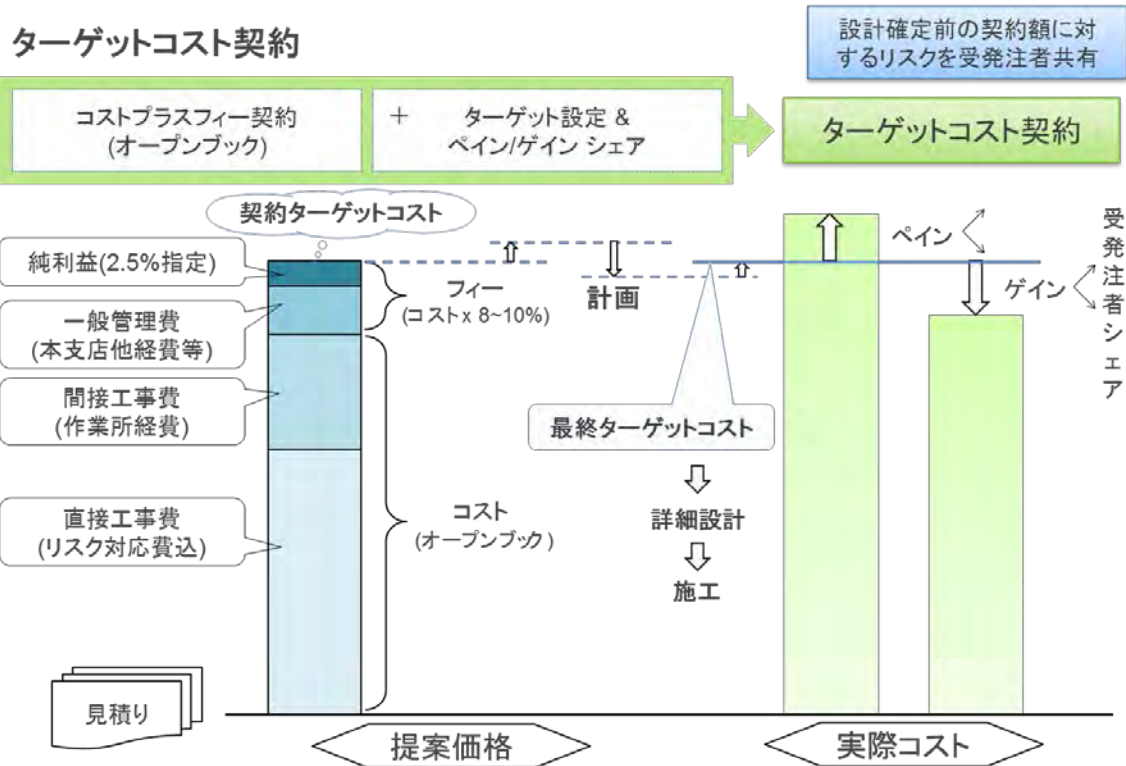 ターゲットコスト契約
設計確定前の契約額に対
するリスクを受発注者共有
コストプラスフィー契約
(オープンブック)
+ ターゲット設定 &
ペイン/ゲイン シェア
ターゲットコスト契約
契約ターゲットコスト
純利益(2.5%指定)
一般管理費
(本支店他経費等)
間接工事費
(作業所経費)
直接工事費
(リスク対応費込)
見積り
フィー
(コスト x 8~10%)
コスト
(オープンブック)
計画
最終ターゲットコスト
詳細設計
施工
ペイン
ゲイン
受発注者シェア
提案価格
実際コスト